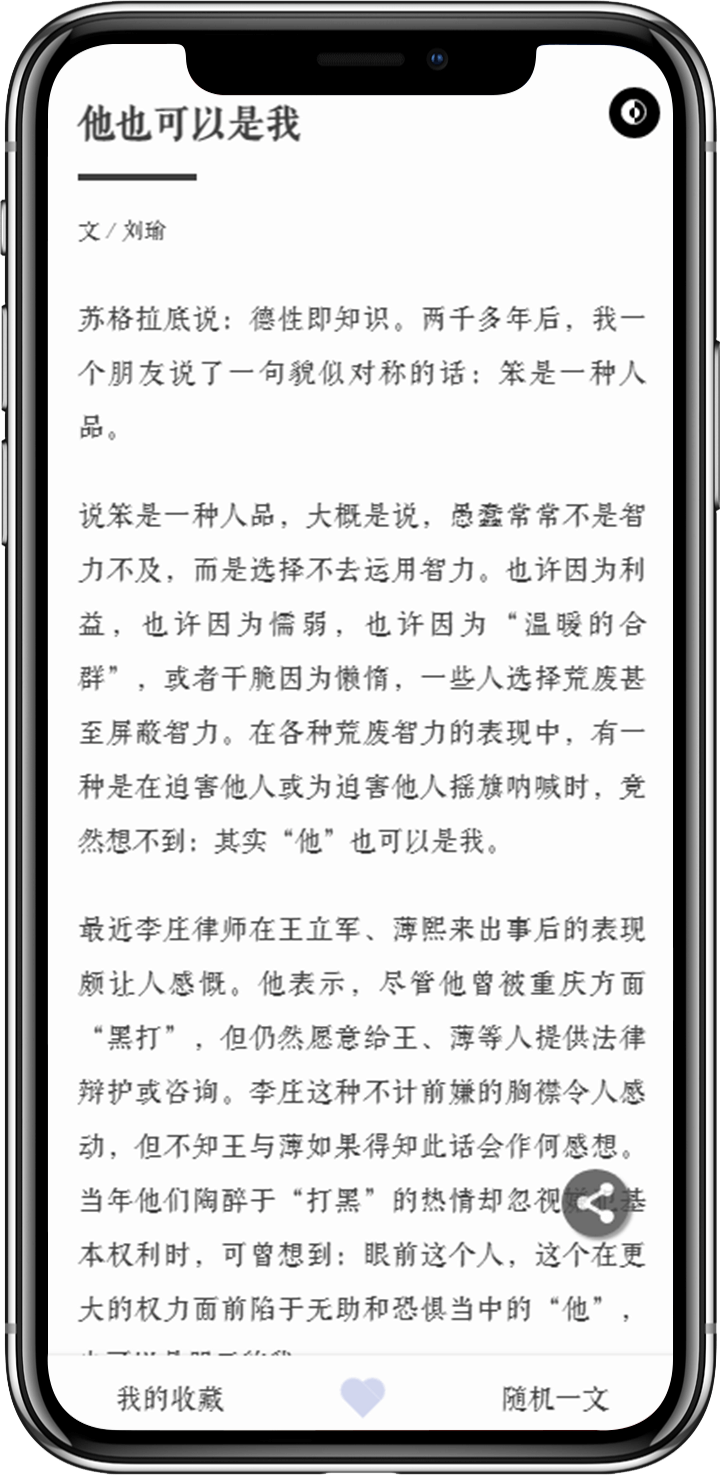 他也可以是我
文 / 刘瑜
苏格拉底说：德性即知识。两千多年后，我一
个朋友说了一句貌似对称的话：笨是一种人
品。
说笨是一种人品，大概是说，愚蠢常常不是智
力不及，而是选择不去运用智力。也许因为利
益，也许因为懦弱，也许因为“温暖的合
群”，或者干脆因为懒惰，一些人选择荒废甚
至屏蔽智力。在各种荒废智力的表现中，有一
种是在迫害他人或为迫害他人摇旗呐喊时，竟
然想不到：其实“他”也可以是我。
最近李庄律师在王立军、薄熙来出事后的表现
颇让人感慨。他表示，尽管他曾被重庆方面
“黑打”，但仍然愿意给王、薄等人提供法律
辩护或咨询。李庄这种不计前嫌的胸襟令人感
动，但不知王与薄如果得知此话会作何感想。
当年他们陶醉于“打黑”的热情却忽视嫌犯基
本权利时，可曾想到：眼前这个人，这个在更
大的权力面前陷于无助和恐惧当中的“他”，
我的收藏
随机一文